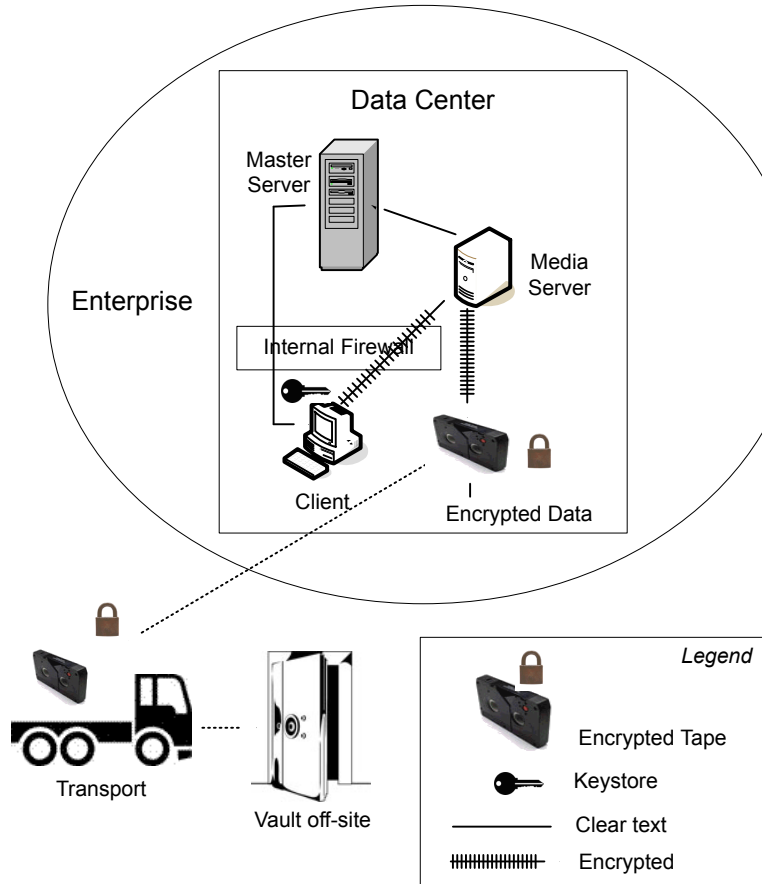 Data Center
Master
Server
Media
Server
Enterprise
Internal Firewall
Client
Encrypted Data
Transport
Vault off-site
Legend
Encrypted Tape
Keystore
Clear text
Encrypted